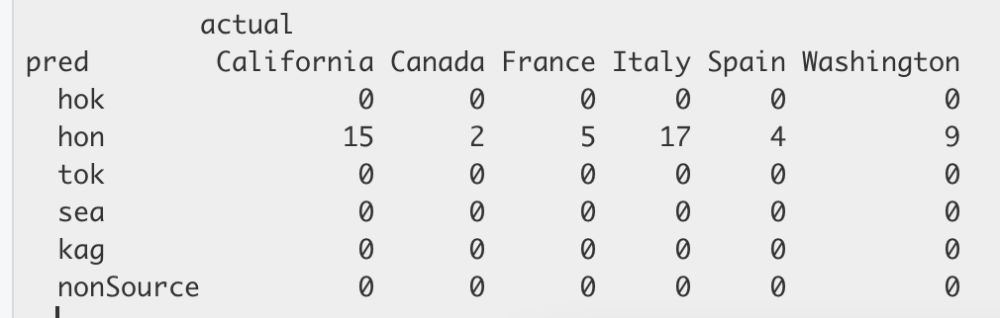 actual
pred California Canada France Italy Spain Washington
hok 0 0 0 0 0 0
hon 15 2 5 17 4 9
tok 0 0 0 0 0 0
sea 0 0 0 0 0 0
kag 0 0 0 0 0 0
nonSource 0 0 0 0 0 0